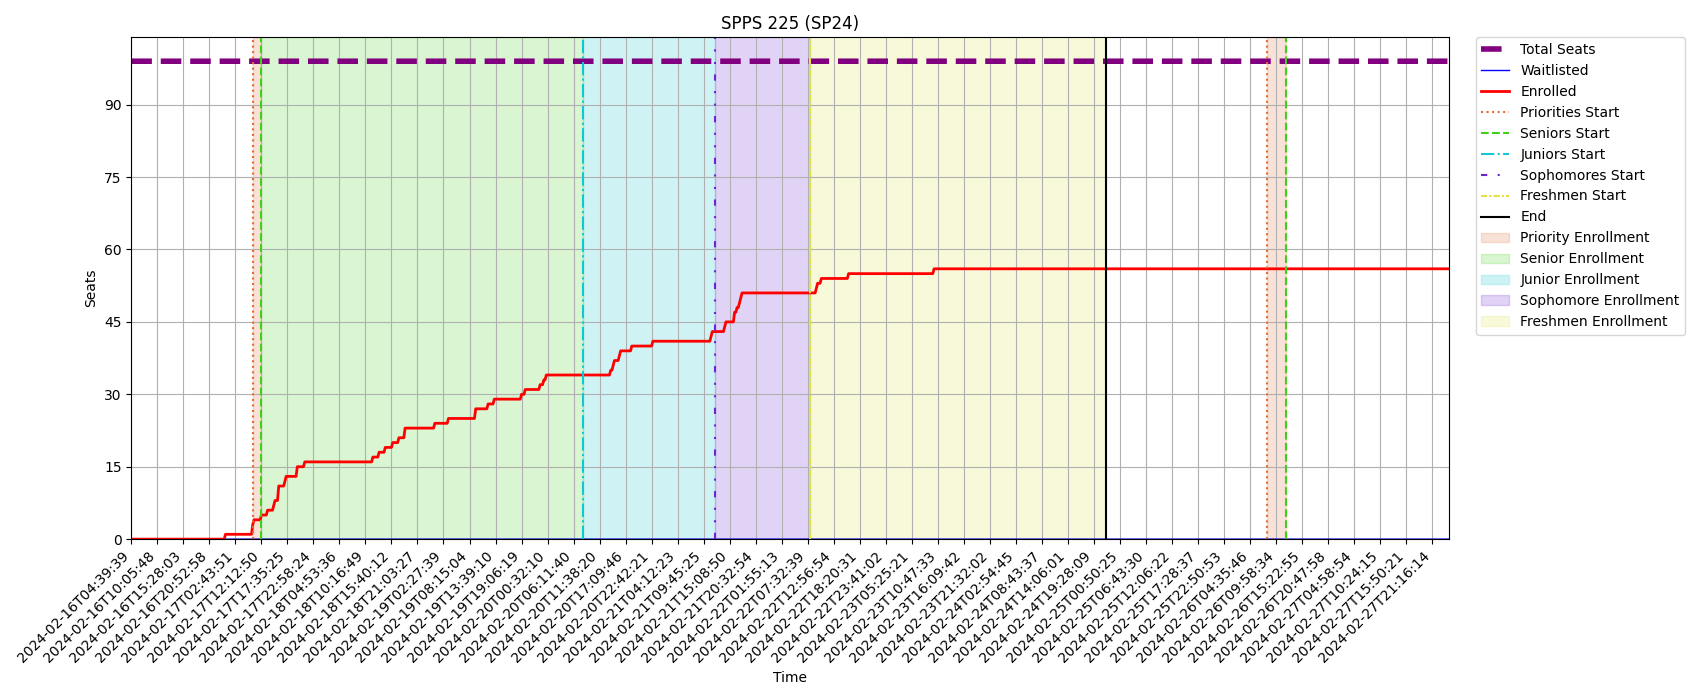 SPPS 225 (SP24)
Total Seats
Waitlisted
Enrolled
Priorities Start
Seniors Start
Juniors Start
Sophomores Start
Freshmen Start
End
Priority Enrollment
Senior Enrollment
Junior Enrollment
Sophomore Enrollment
Freshmen Enrollment
Seats
90
75
60
45
30
15
0
2024-02-16T04:39:39
2024-02-16T10:05:48
2024-02-16T15:28:03
2024-02-16T20:52:58
2024-02-17T02:43:51
2024-02-17T12:12:50
2024-02-17T17:35:25
2024-02-17T22:58:24
2024-02-18T04:53:36
2024-02-18T10:16:49
2024-02-18T15:40:12
2024-02-18T21:03:27
2024-02-19T02:27:39
2024-02-19T08:15:04
2024-02-19T13:39:10
2024-02-19T19:06:19
2024-02-20T00:32:10
2024-02-20T06:11:40
2024-02-20T11:38:20
2024-02-20T17:09:46
2024-02-20T22:42:21
2024-02-21T04:12:23
2024-02-21T09:45:25
2024-02-21T15:08:50
2024-02-21T20:32:54
2024-02-22T01:55:13
2024-02-22T07:32:39
2024-02-22T12:56:54
2024-02-22T18:20:31
2024-02-22T23:41:02
2024-02-23T05:25:21
2024-02-23T10:47:33
2024-02-23T16:09:42
2024-02-23T21:32:02
2024-02-24T02:54:45
2024-02-24T08:43:37
2024-02-24T14:06:01
2024-02-24T19:28:09
2024-02-25T00:50:25
2024-02-25T06:43:30
2024-02-25T12:06:22
2024-02-25T17:28:37
2024-02-25T22:50:53
2024-02-26T04:35:46
2024-02-26T09:58:34
2024-02-26T15:22:55
2024-02-26T20:47:58
2024-02-27T04:58:54
2024-02-27T10:24:15
2024-02-27T15:50:21
2024-02-27T21:16:14
Time